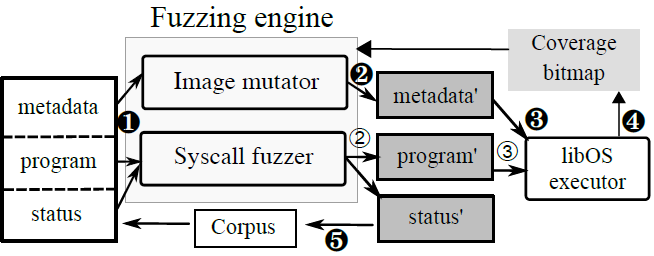 Fuzzing engine
Coverage
bitmap
Image mutator
❷
metadata
metadata'
❶
❸
❹
②
program
Syscall fuzzer
program'
③
libOS
executor
status
status'
Corpus
❺